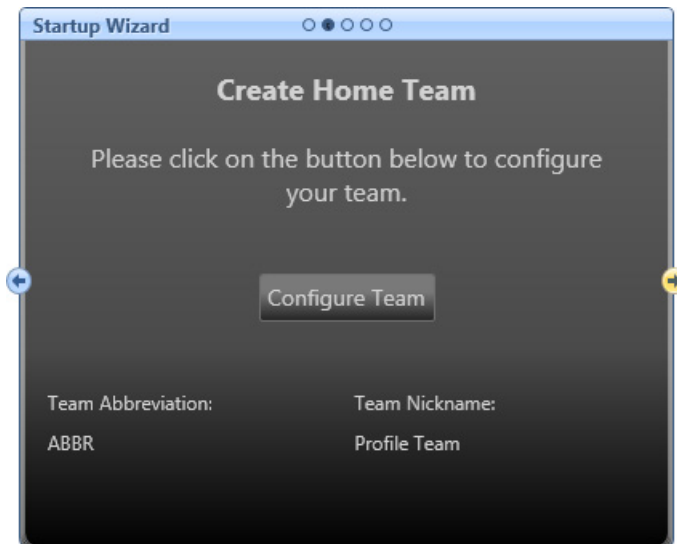 Startup Wizard
Create Home Team
Please click on the button below to configure
your team.
Configure Team
Team Abbreviation:
Team Nickname:
ABBR
Profile Team